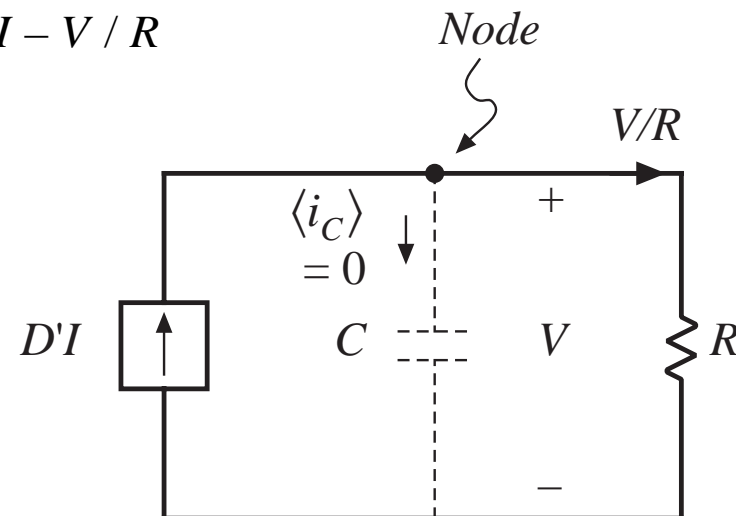 I – V / R
Node
V/R
⟨i_C⟩
= 0
+
D'I
C
V
R
–